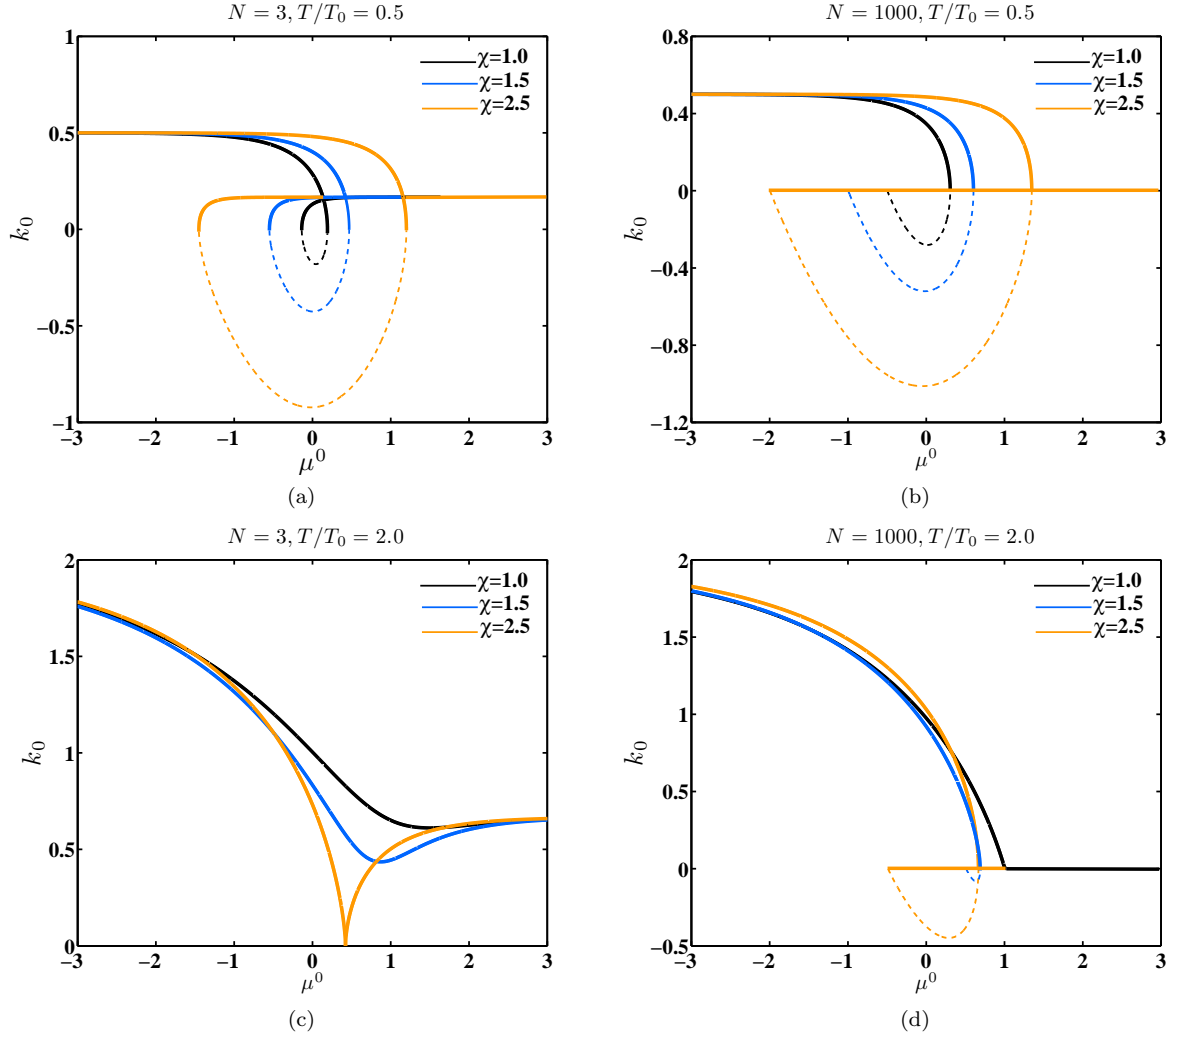 N = 3, T/T₀ = 0.5
1
0.5
0
−0.5
−1
k₀
χ=1.0
χ=1.5
χ=2.5
−3 −2 −1 0 1 2 3
μ⁰
(a)
N = 1000, T/T₀ = 0.5
0.8
0.4
0
−0.4
−0.8
−1.2
k₀
χ=1.0
χ=1.5
χ=2.5
−3 −2 −1 0 1 2 3
μ⁰
(b)
N = 3, T/T₀ = 2.0
2
1.5
1
0.5
0
k₀
χ=1.0
χ=1.5
χ=2.5
−3 −2 −1 0 1 2 3
μ⁰
(c)
N = 1000, T/T₀ = 2.0
2
1.5
1
0.5
0
−0.5
k₀
χ=1.0
χ=1.5
χ=2.5
−3 −2 −1 0 1 2 3
μ⁰
(d)